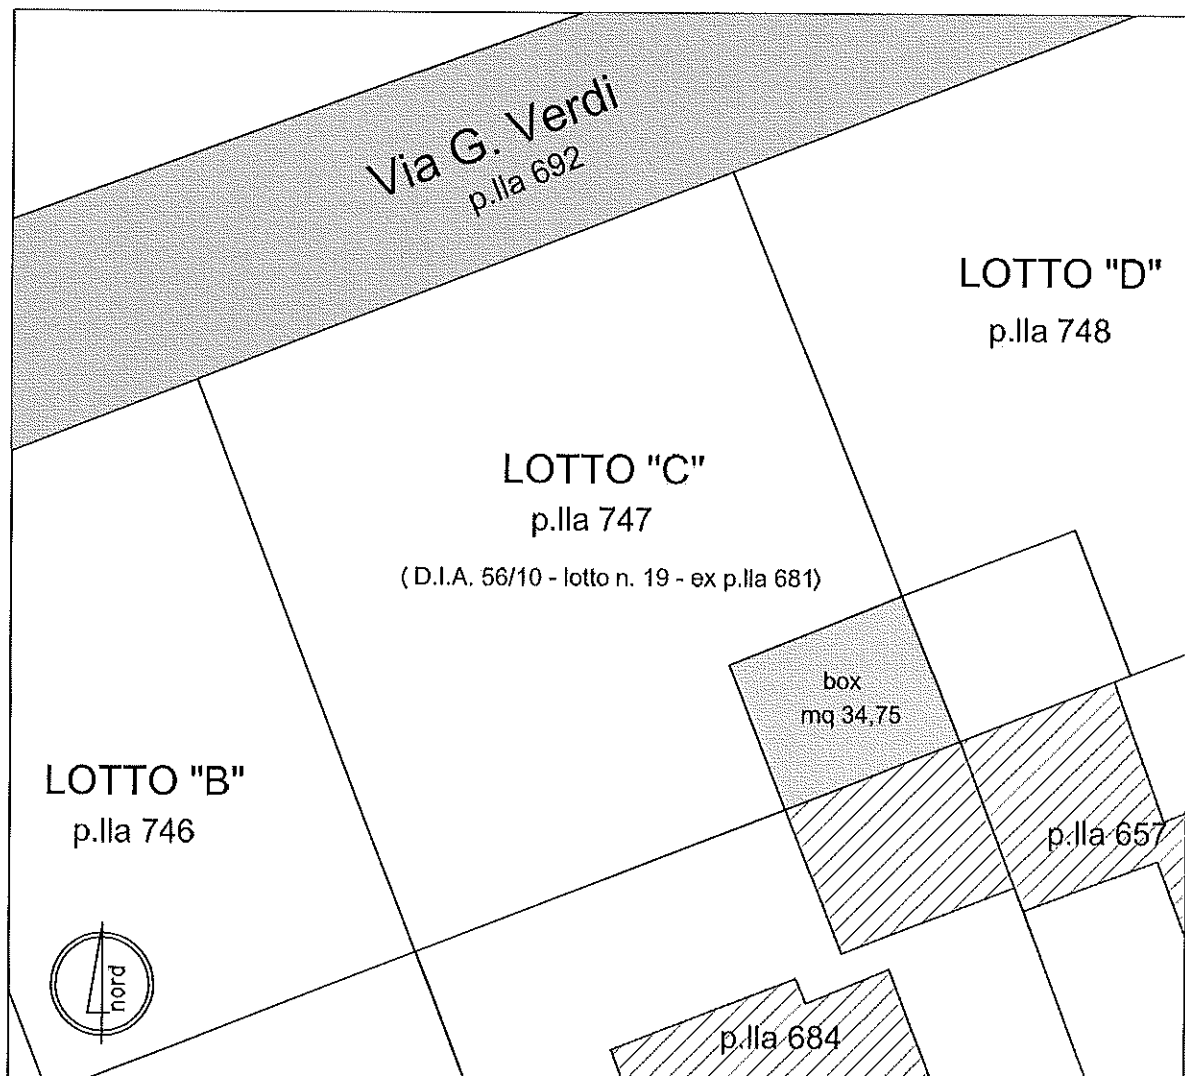 Via G. Verdi
p.lla 692
LOTTO "D"
p.lla 748
LOTTO "C"
p.lla 747
( D.I.A. 56/10 - lotto n. 19 - ex p.lla 681)
box
mq 34,75
LOTTO "B"
p.lla 746
p.lla 657
nord
p.lla 684